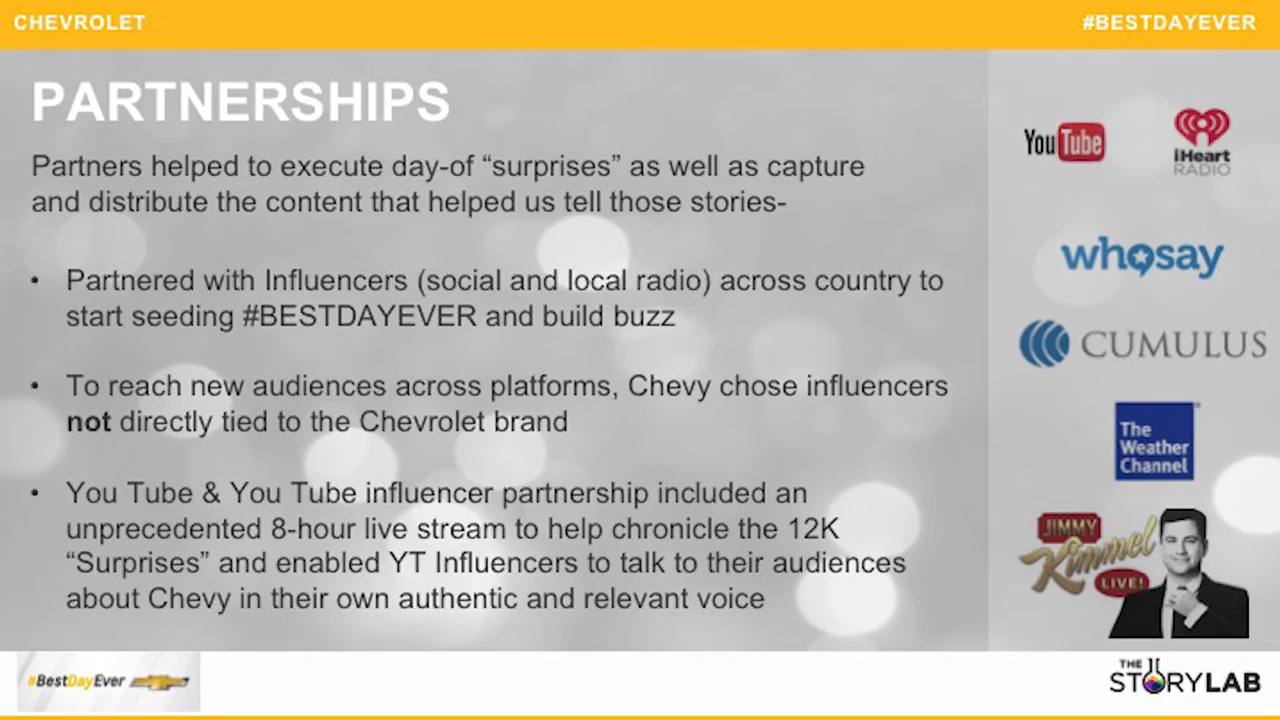 CHEVROLET
#BESTDAYEVER
PARTNERSHIPS
Partners helped to execute day-of “surprises” as well as capture
and distribute the content that helped us tell those stories-
• Partnered with Influencers (social and local radio) across country to
start seeding #BESTDAYEVER and build buzz
• To reach new audiences across platforms, Chevy chose influencers
not directly tied to the Chevrolet brand
• You Tube & You Tube influencer partnership included an
unprecedented 8-hour live stream to help chronicle the 12K
“Surprises” and enabled YT Influencers to talk to their audiences
about Chevy in their own authentic and relevant voice
YouTube
iHeart
RADIO
whosay
CUMULUS
The
Weather
Channel
JIMMY
Kimmel
LIVE!
#BestDayEver
THE
STORYLAB